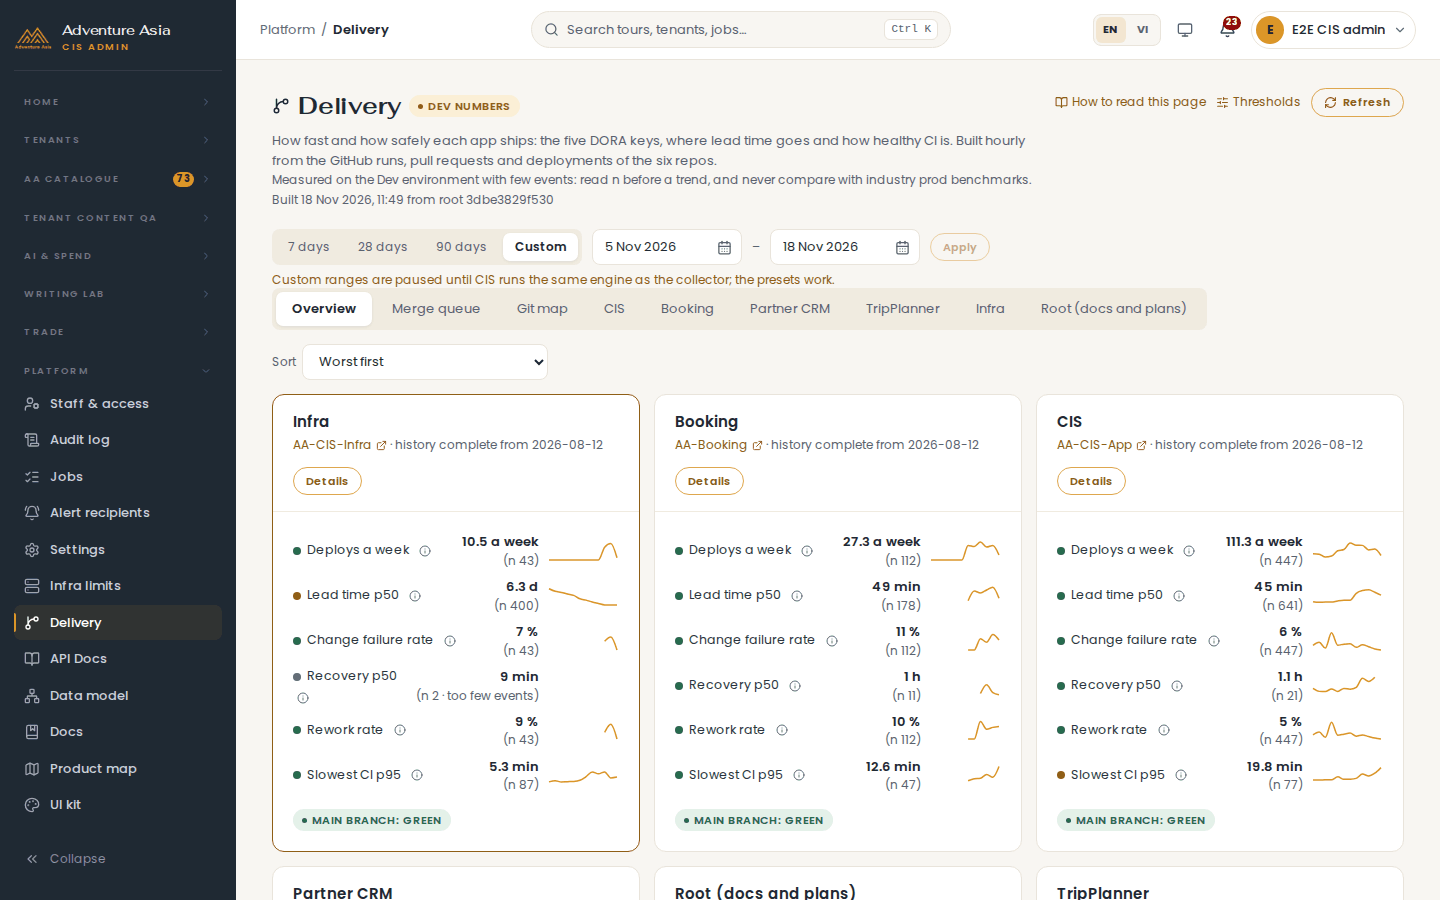 Adventure Asia
CIS ADMIN
Adventure Asia
HOME
TENANTS
AA CATALOGUE 73
TENANT CONTENT QA
AI & SPEND
WRITING LAB
TRADE
PLATFORM
Staff & access
Audit log
Jobs
Alert recipients
Settings
Infra limits
Delivery
API Docs
Data model
Docs
Product map
UI kit
Collapse
Platform / Delivery
Search tours, tenants, jobs... Ctrl K
EN VI
23
E E2E CIS admin
Delivery DEV NUMBERS
How to read this page Thresholds Refresh
How fast and how safely each app ships: the five DORA keys, where lead time goes and how healthy CI is. Built hourly
from the GitHub runs, pull requests and deployments of the six repos.
Measured on the Dev environment with few events: read n before a trend, and never compare with industry prod benchmarks.
Built 18 Nov 2026, 11:49 from root 3dbe3829f530
7 days 28 days 90 days Custom 5 Nov 2026 – 18 Nov 2026 Apply
Custom ranges are paused until CIS runs the same engine as the collector; the presets work.
Overview Merge queue Git map CIS Booking Partner CRM TripPlanner Infra Root (docs and plans)
Sort Worst first
Infra
AA-CIS-Infra · history complete from 2026-08-12
Details
Deploys a week 10.5 a week
(n 43)
Lead time p50 6.3 d
(n 400)
Change failure rate 7 %
(n 43)
Recovery p50 9 min
(n 2 · too few events)
Rework rate 9 %
(n 43)
Slowest CI p95 5.3 min
(n 87)
MAIN BRANCH: GREEN
Booking
AA-Booking · history complete from 2026-08-12
Details
Deploys a week 27.3 a week
(n 112)
Lead time p50 49 min
(n 178)
Change failure rate 11 %
(n 112)
Recovery p50 1 h
(n 11)
Rework rate 10 %
(n 112)
Slowest CI p95 12.6 min
(n 47)
MAIN BRANCH: GREEN
CIS
AA-CIS-App · history complete from 2026-08-12
Details
Deploys a week 111.3 a week
(n 447)
Lead time p50 45 min
(n 641)
Change failure rate 6 %
(n 447)
Recovery p50 1.1 h
(n 21)
Rework rate 5 %
(n 447)
Slowest CI p95 19.8 min
(n 77)
MAIN BRANCH: GREEN
Partner CRM
Root (docs and plans)
TripPlanner